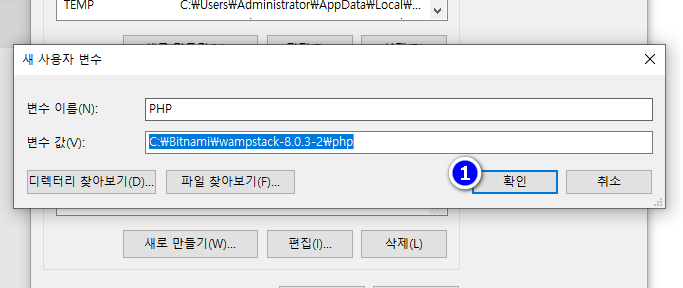 TEMP C:₩Users₩Administrator₩AppData₩Local₩...
새 사용자 변수
변수 이름(N): PHP
변수 값(V): C:₩Bitnami₩wampstack-8.0.3-2₩php
디렉터리 찾아보기(D)... 파일 찾아보기(F)... 1 확인 취소
새로 만들기(W)... 편집(I)... 삭제(L)